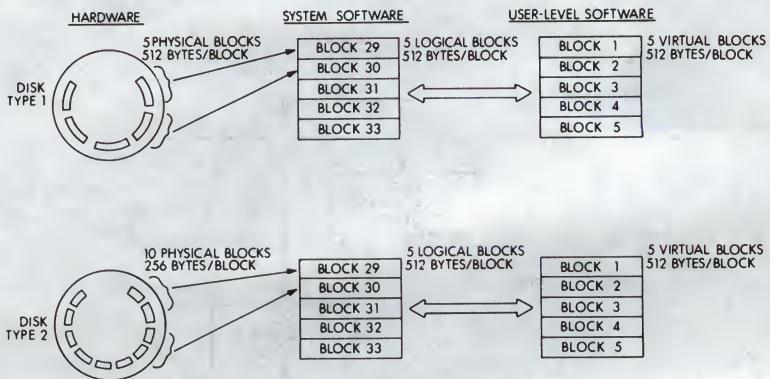 HARDWARE
SYSTEM SOFTWARE
USER-LEVEL SOFTWARE
DISK
TYPE 1
5 PHYSICAL BLOCKS
512 BYTES/BLOCK
BLOCK 29
BLOCK 30
BLOCK 31
BLOCK 32
BLOCK 33
5 LOGICAL BLOCKS
512 BYTES/BLOCK
BLOCK 1
BLOCK 2
BLOCK 3
BLOCK 4
BLOCK 5
5 VIRTUAL BLOCKS
512 BYTES/BLOCK
DISK
TYPE 2
10 PHYSICAL BLOCKS
256 BYTES/BLOCK
BLOCK 29
BLOCK 30
BLOCK 31
BLOCK 32
BLOCK 33
5 LOGICAL BLOCKS
512 BYTES/BLOCK
BLOCK 1
BLOCK 2
BLOCK 3
BLOCK 4
BLOCK 5
5 VIRTUAL BLOCKS
512 BYTES/BLOCK